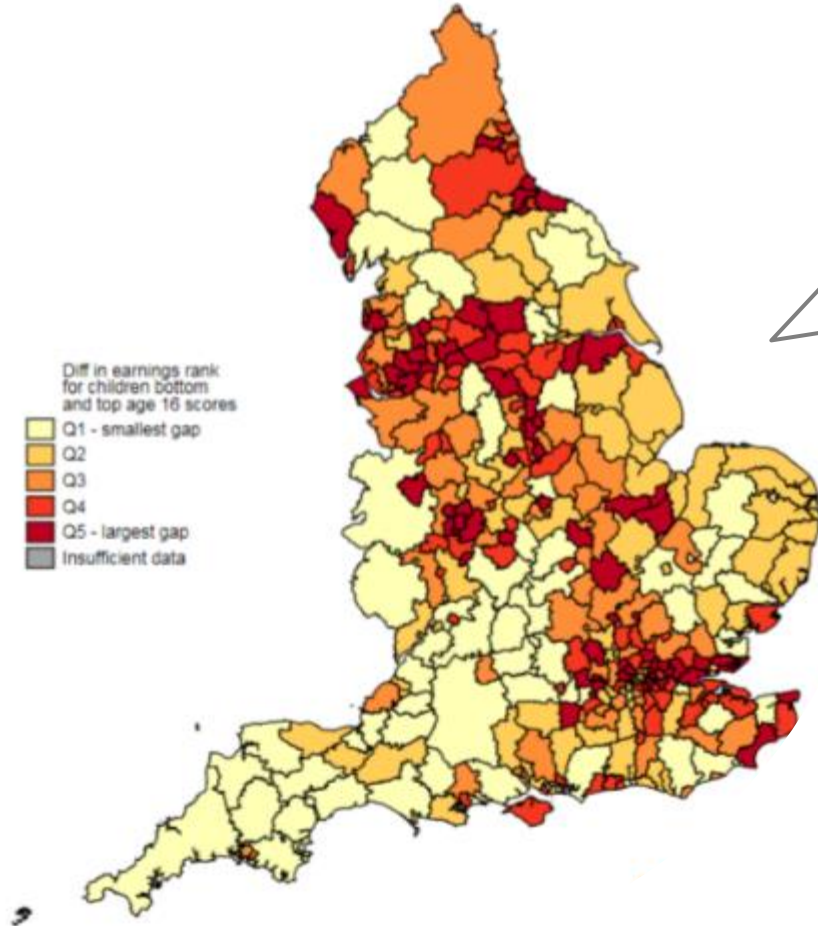 Diff in earnings rank
for children bottom
and top age 16 scores
Q1 - smallest gap
Q2
Q3
Q4
Q5 - largest gap
Insufficient data